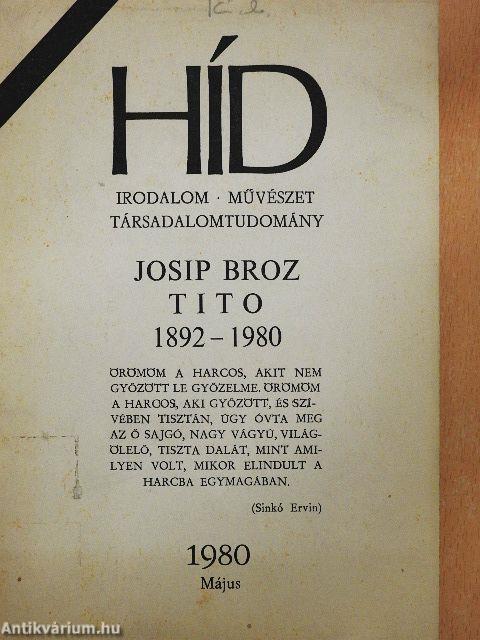 HÍD
IRODALOM · MŰVÉSZET
TÁRSADALOMTUDOMÁNY
JOSIP BROZ
TITO
1892 – 1980
ÖRÖMÖM A HARCOS, AKIT NEM
GYŐZÖTT LE GYŐZELME. ÖRÖMÖM
A HARCOS, AKI GYŐZÖTT, ÉS SZÍ-
VÉBEN TISZTÁN, ÚGY ÓVTA MEG
AZ Ő SAJGÓ, NAGY VÁGYÚ, VILÁG-
ÖLELŐ, TISZTA DALÁT, MINT AMI-
LYEN VOLT, MIKOR ELINDULT A
HARCBA EGYMAGÁBAN.
(Sinkó Ervin)
1980
Május
Antikvárium.hu